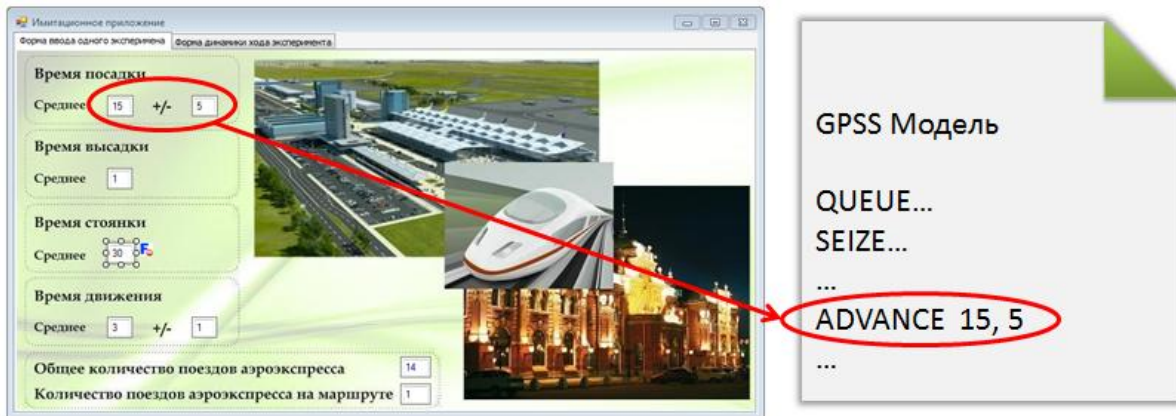 Имитационное приложение
Форма ввода одного экспримена Форма динамики хода эксперимента
Время посадки
Среднее 15 +/- 5
Время высадки
Среднее 1
Время стоянки
Среднее 30
Время движения
Среднее 3 +/- 1
Общее количество поездов аэроэкспресса 14
Количество поездов аэроэкспресса на маршруте 1
GPSS Модель
QUEUE...
SEIZE...
...
ADVANCE 15, 5
...